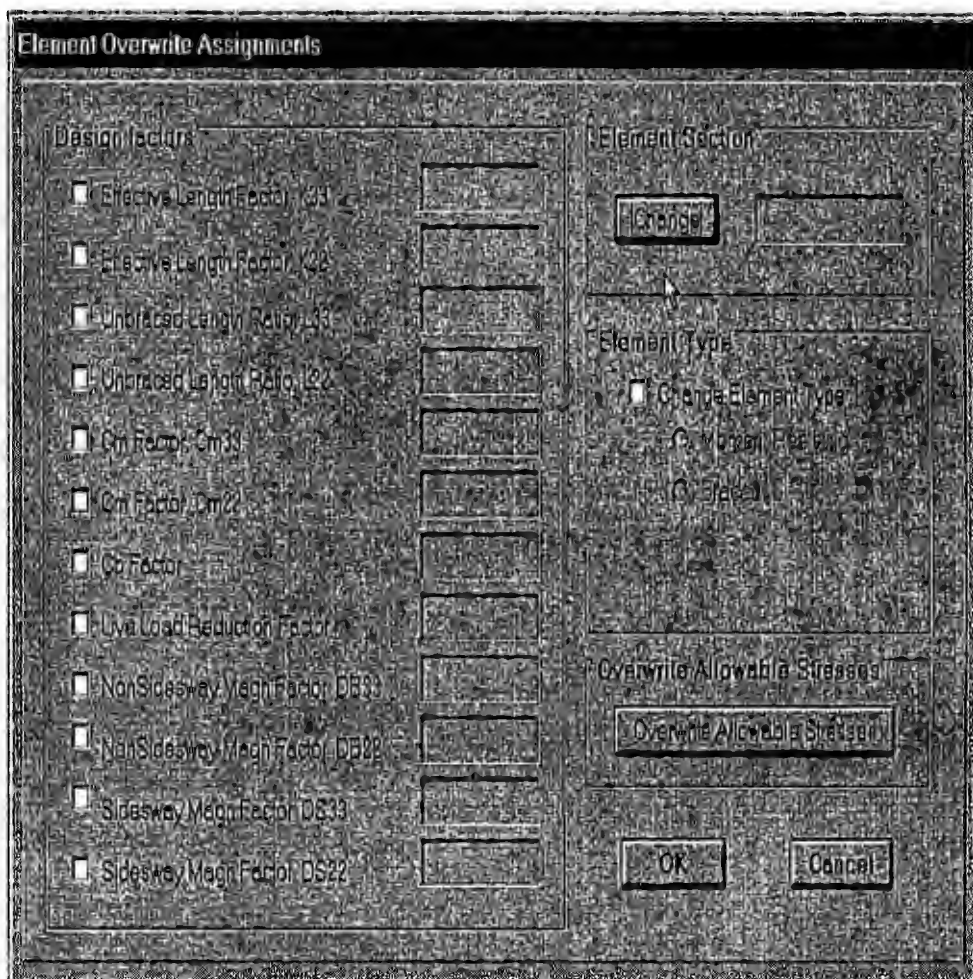 Element Overwrite Assignments
Design factors
Effective Length Factor, K33
Effective Length Factor, K22
Unbraced Length Ratio, L33
Unbraced Length Ratio, L22
Cm Factor, Cm33
Cm Factor, Cm22
Cb Factor
Live Load Reduction Factor
NonSidesway Magn Factor, DB33
NonSidesway Magn Factor, DB22
Sidesway Magn Factor, DS33
Sidesway Magn Factor, DS22
Element Section
Change
Element Type
Change Element Type
Moment Resisting
Braced
Overwrite Allowable Stresses
Overwrite Allowable Stresses
OK
Cancel